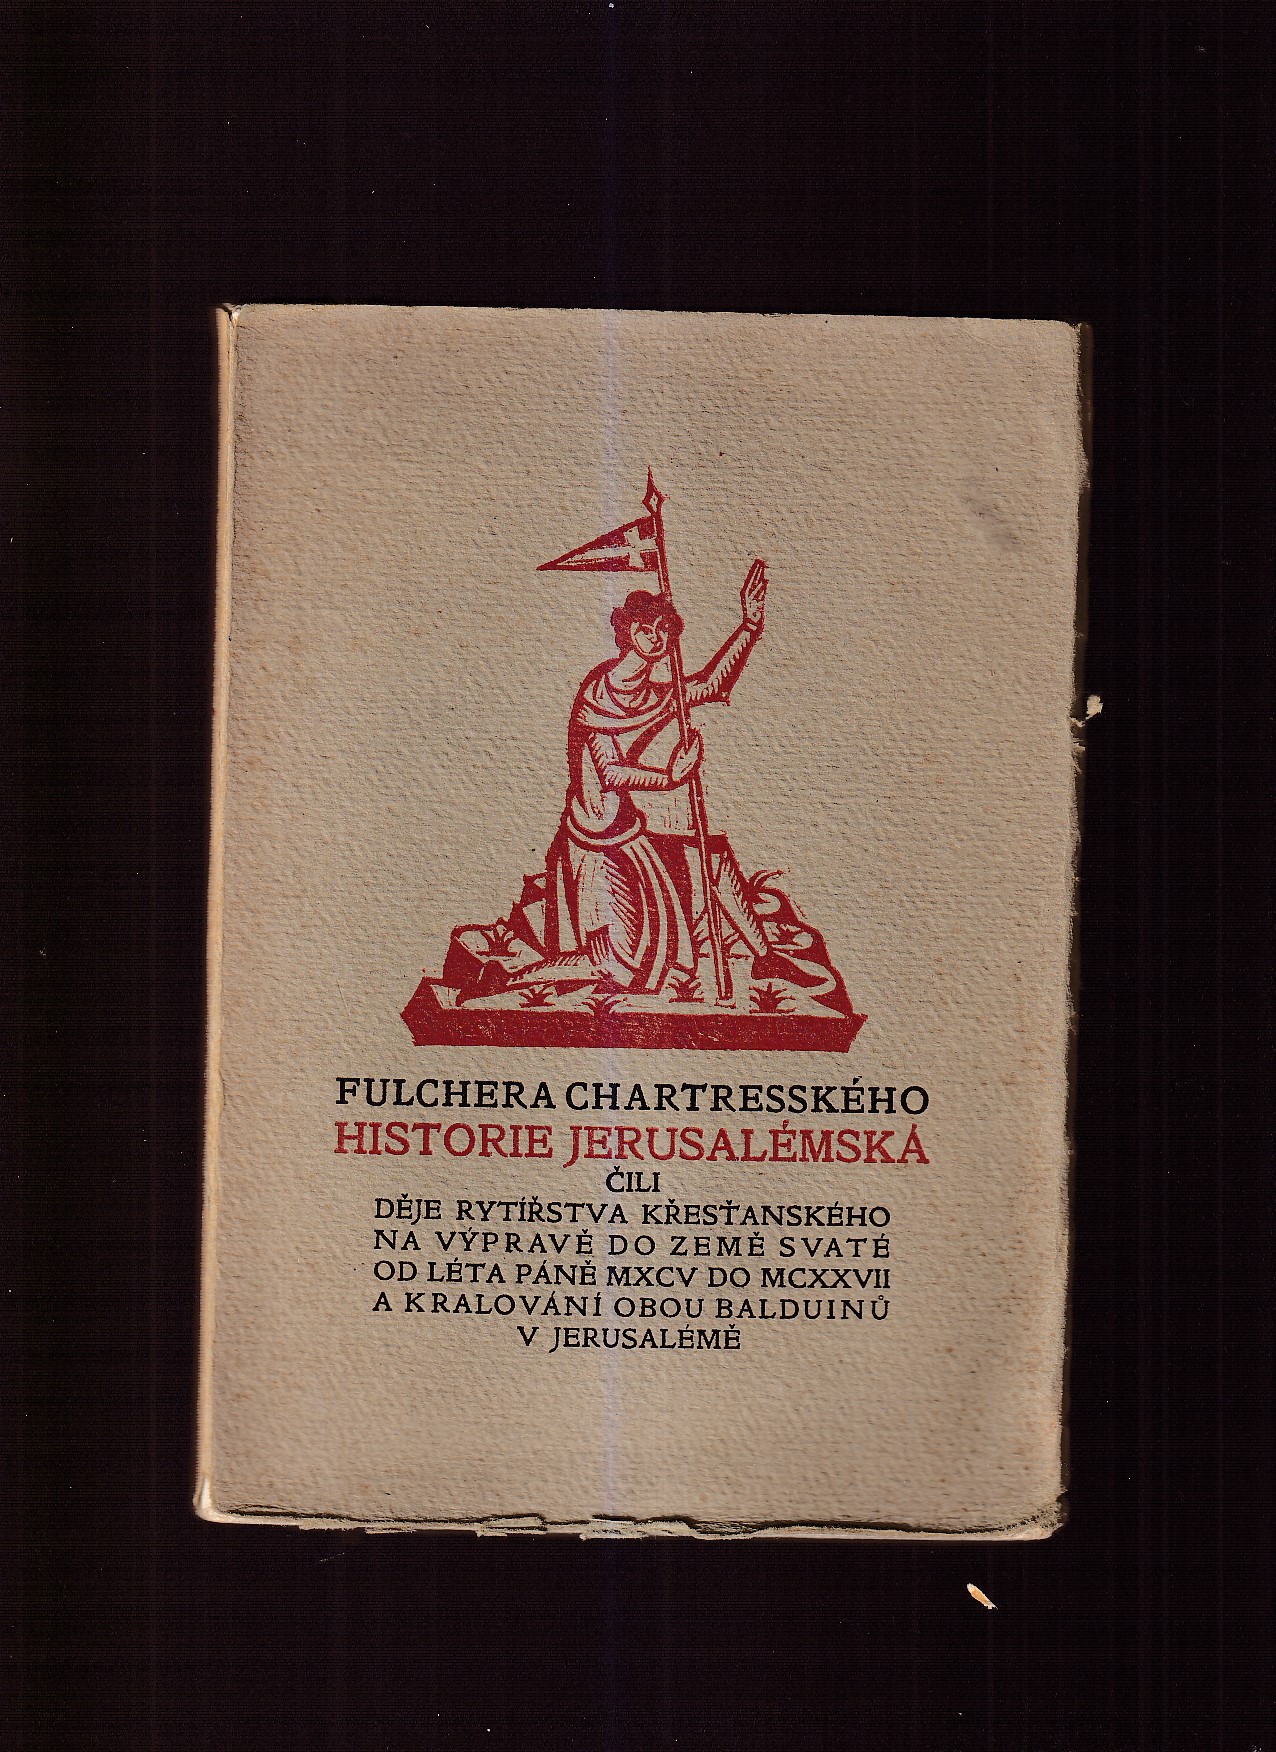 FULCHERA CHARTRESSKÉHO
HISTORIE JERUSALÉMSKÁ
ČILI
DĚJE RYTÍŘSTVA KŘESŤANSKÉHO
NA VÝPRAVĚ DO ZEMĚ SVATÉ
OD LÉTA PÁNĚ MXCV DO MCXXVII
A KRALOVÁNÍ OBOU BALDUINŮ
V JERUSALÉMĚ